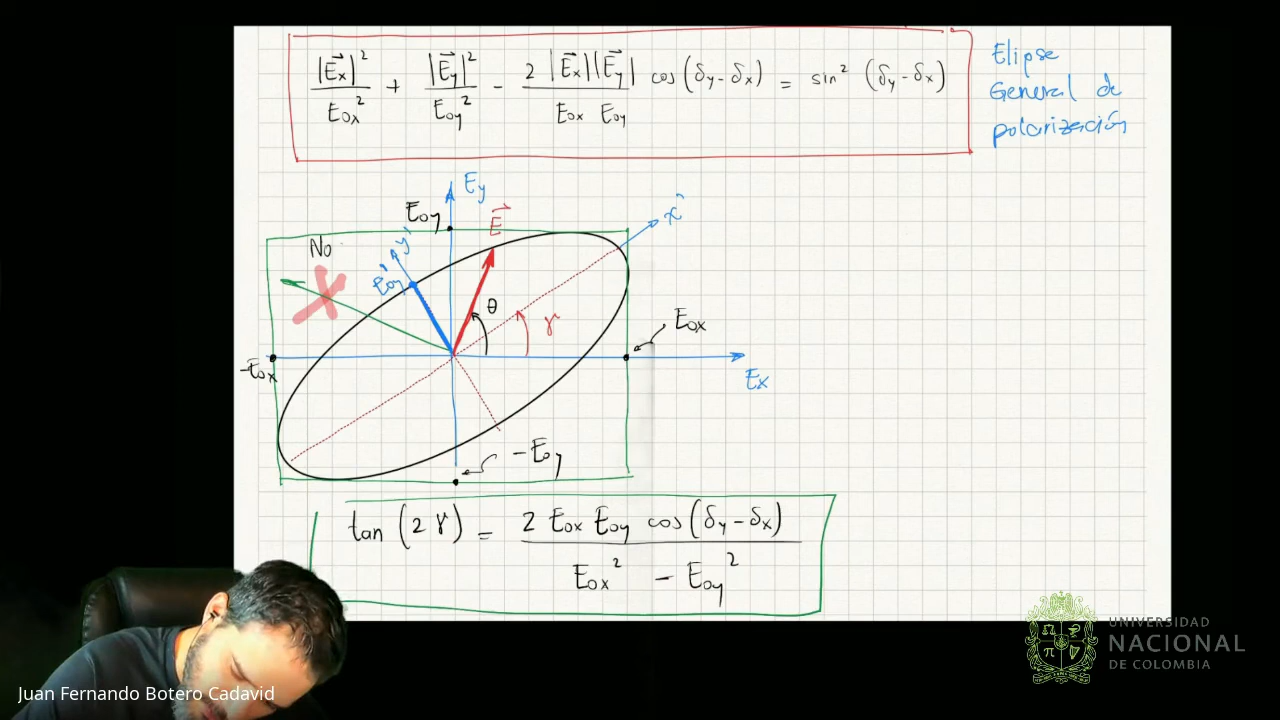 |E⃗x|² / Eox² + |E⃗y|² / Eoy² - 2 |E⃗x||E⃗y| / Eox Eoy cos (δy - δx) = sin² (δy - δx)
Elipse
General de
polarización
Ey
Eoy
E⃗
x'
No
y'
Eoy'
θ
γ
Eox
-Eox
Ex
-Eoy
tan (2γ) = 2 Eox Eoy cos (δy - δx) / Eox² - Eoy²
UNIVERSIDAD
NACIONAL
DE COLOMBIA
Juan Fernando Botero Cadavid